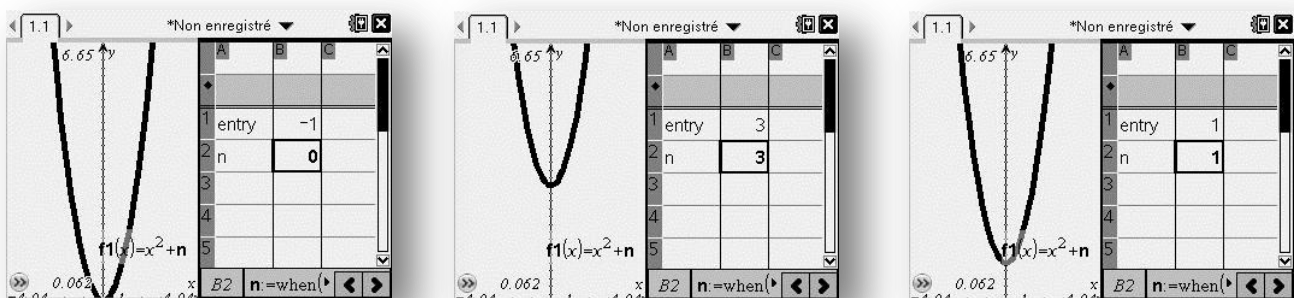 1.1 *Non enregistré
6.65 y
A B C
1 entry -1
2 n 0
3
4
5
f1(x)=x²+n
0.062 x
B2 n:=when(
1.1 *Non enregistré
6.65 y
A B C
1 entry 3
2 n 3
3
4
5
f1(x)=x²+n
0.062 x
B2 n:=when(
1.1 *Non enregistré
6.65 y
A B C
1 entry 1
2 n 1
3
4
5
f1(x)=x²+n
0.062 x
B2 n:=when(